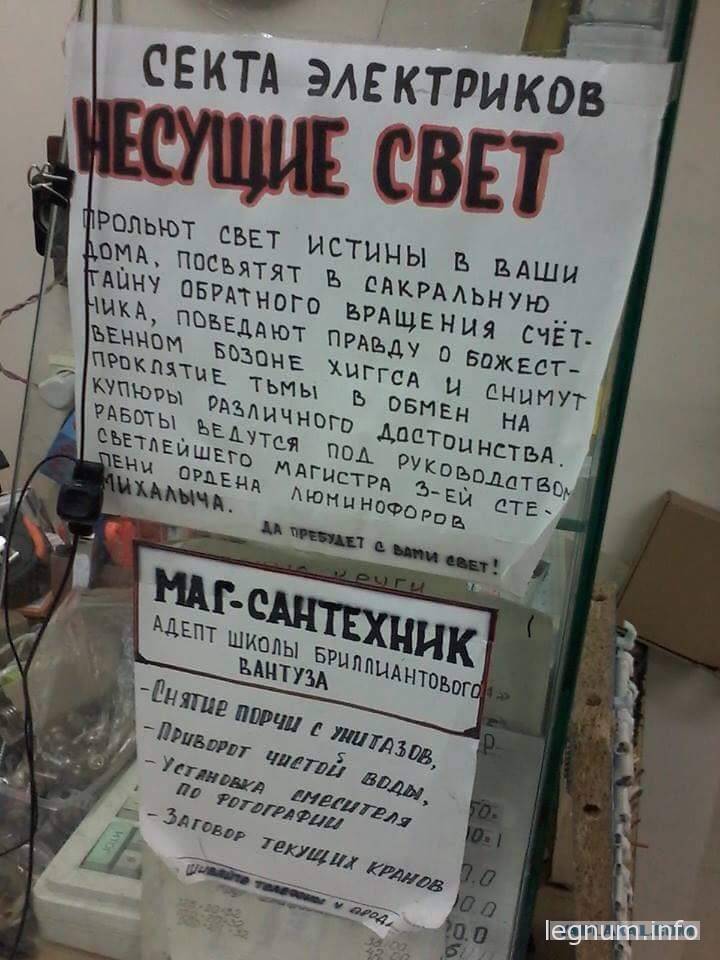 СЕКТА ЭЛЕКТРИКОВ
НЕСУЩИЕ СВЕТ
ПРОЛЬЮТ СВЕТ ИСТИНЫ В ВАШИ
ДОМА, ПОСВЯТЯТ В САКРАЛЬНУЮ
ТАЙНУ ОБРАТНОГО ВРАЩЕНИЯ СЧЁТ-
ЧИКА, ПОВЕДАЮТ ПРАВДУ О БОЖЕСТ-
ВЕННОМ БОЗОНЕ ХИГГСА И СНИМУТ
ПРОКЛЯТИЕ ТЬМЫ В ОБМЕН НА
КУПЮРЫ РАЗЛИЧНОГО ДОСТОИНСТВА.
РАБОТЫ ВЕДУТСЯ ПОД РУКОВОДСТВОМ
СВЕТЛЕЙШЕГО МАГИСТРА 3-ЕЙ СТЕ-
ПЕНИ ОРДЕНА ЛЮМИНОФОРОВ
МИХАЛЫЧА.
ДА ПРЕБУДЕТ С ВАМИ СВЕТ!
КРУГИ
МАГ-САНТЕХНИК
АДЕПТ ШКОЛЫ БРИЛЛИАНТОВОГО
ВАНТУЗА
-СНЯТИЕ ПОРЧИ С УНИТАЗОВ,
-ПРИВОРОТ ЧИСТОЙ ВОДЫ,
-УСТАНОВКА СМЕСИТЕЛЯ
ПО ФОТОГРАФИИ
-ЗАГОВОР ТЕКУЩИХ КРАНОВ
legnum.info